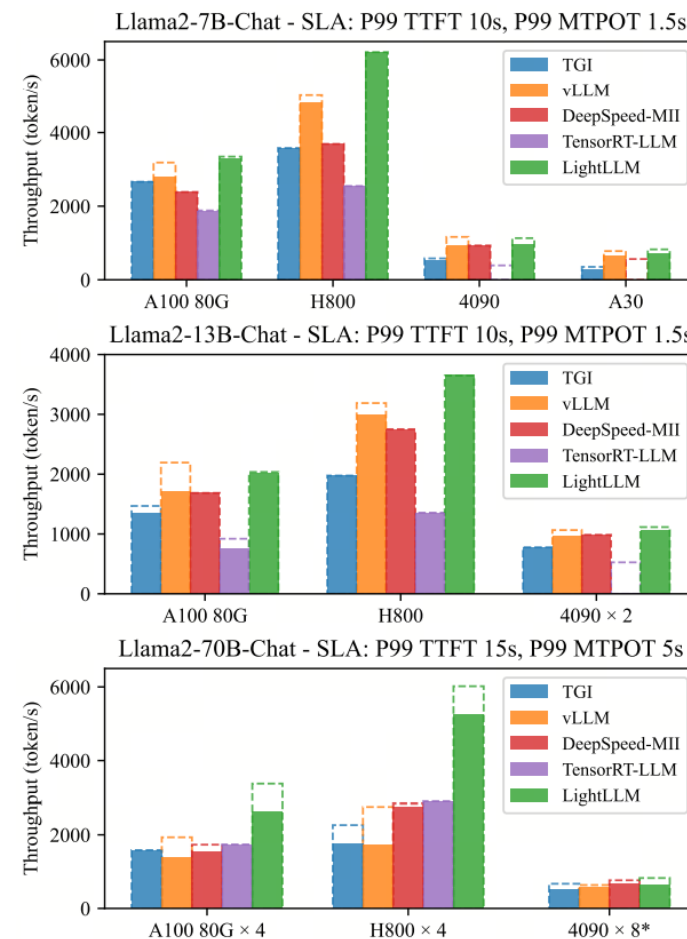 Llama2-7B-Chat - SLA: P99 TTFT 10s, P99 MTPOT 1.5s
Throughput (token/s)
6000
4000
2000
0
TGI
vLLM
DeepSpeed-MII
TensorRT-LLM
LightLLM
A100 80G
H800
4090
A30
Llama2-13B-Chat - SLA: P99 TTFT 10s, P99 MTPOT 1.5s
Throughput (token/s)
4000
3000
2000
1000
0
TGI
vLLM
DeepSpeed-MII
TensorRT-LLM
LightLLM
A100 80G
H800
4090 × 2
Llama2-70B-Chat - SLA: P99 TTFT 15s, P99 MTPOT 5s
Throughput (token/s)
6000
4000
2000
0
TGI
vLLM
DeepSpeed-MII
TensorRT-LLM
LightLLM
A100 80G × 4
H800 × 4
4090 × 8*